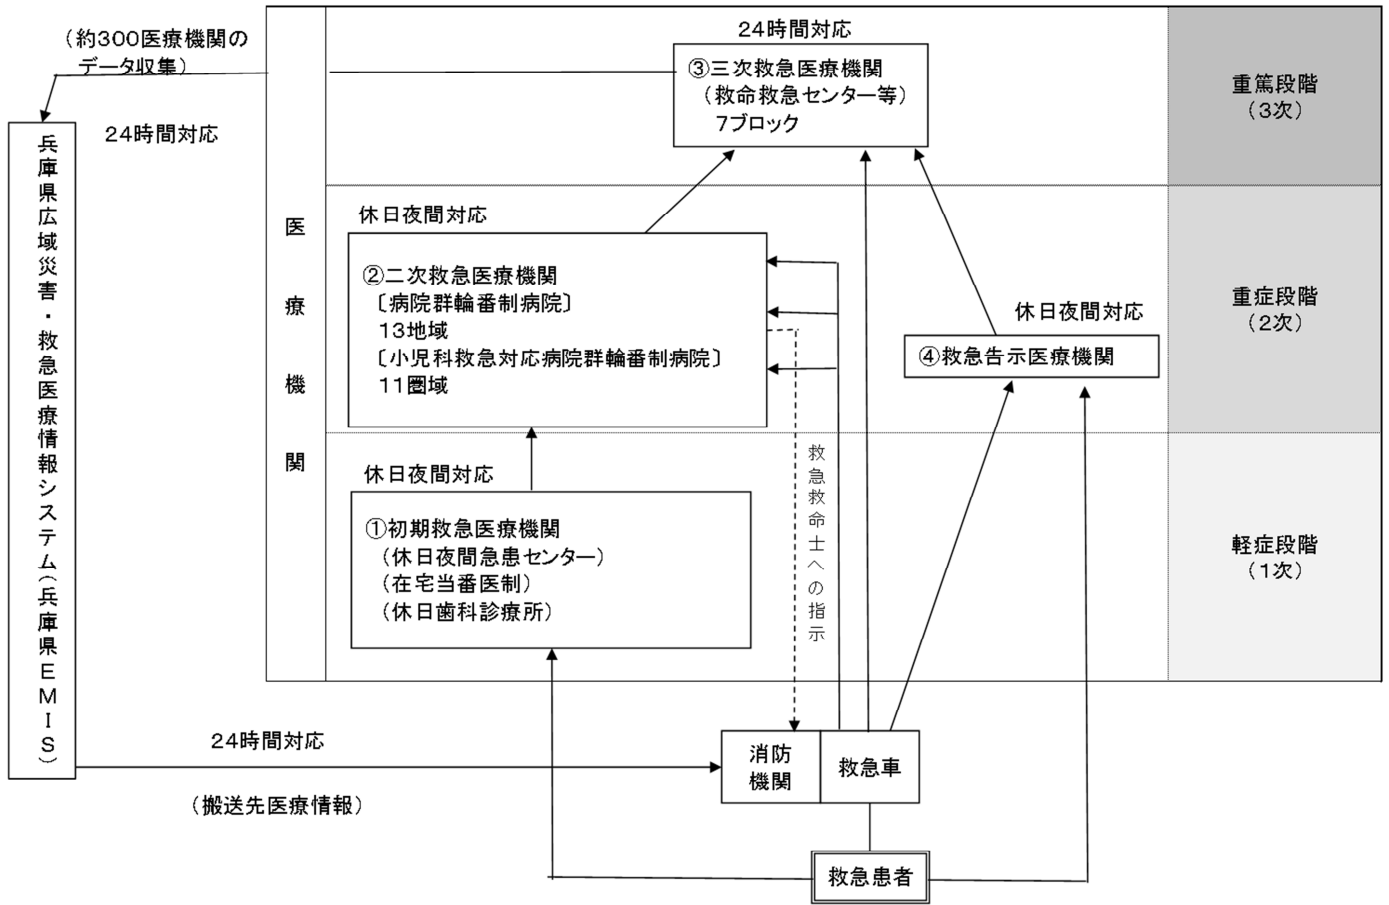 （約300医療機関の
データ収集）
24時間対応
兵庫県広域災害・救急医療情報システム（兵庫県EMIS）
医療機関
24時間対応
③三次救急医療機関
（救命救急センター等）
7ブロック
重篤段階
（3次）
休日夜間対応
②二次救急医療機関
〔病院群輪番制病院〕
13地域
〔小児科救急対応病院群輪番制病院〕
11圏域
休日夜間対応
④救急告示医療機関
重症段階
（2次）
休日夜間対応
①初期救急医療機関
（休日夜間急患センター）
（在宅当番医制）
（休日歯科診療所）
救急救命士への指示
軽症段階
（1次）
24時間対応
（搬送先医療情報）
消防
機関
救急車
救急患者